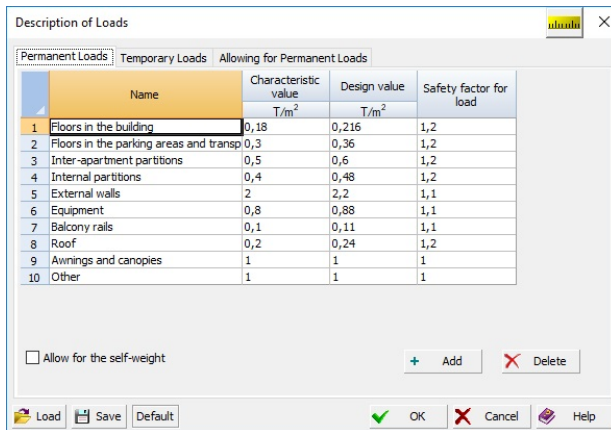 Description of Loads
Permanent Loads Temporary Loads Allowing for Permanent Loads
Name Characteristic value Design value Safety factor for load
T/m² T/m²
1 Floors in the building 0,18 0,216 1,2
2 Floors in the parking areas and transp 0,3 0,36 1,2
3 Inter-apartment partitions 0,5 0,6 1,2
4 Internal partitions 0,4 0,48 1,2
5 External walls 2 2,2 1,1
6 Equipment 0,8 0,88 1,1
7 Balcony rails 0,1 0,11 1,1
8 Roof 0,2 0,24 1,2
9 Awnings and canopies 1 1 1
10 Other 1 1 1
Allow for the self-weight
Add Delete
Load Save Default OK Cancel Help